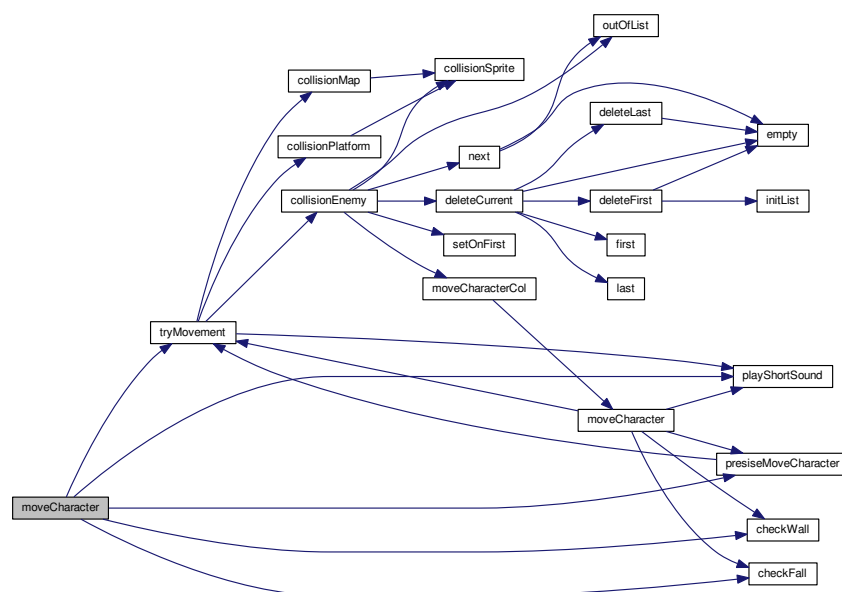 outOfList
collisionSprite
collisionMap
deleteLast
empty
collisionPlatform
next
collisionEnemy
deleteCurrent
deleteFirst
initList
setOnFirst
first
moveCharacterCol
last
tryMovement
playShortSound
moveCharacter
presiseMoveCharacter
moveCharacter
checkWall
checkFall